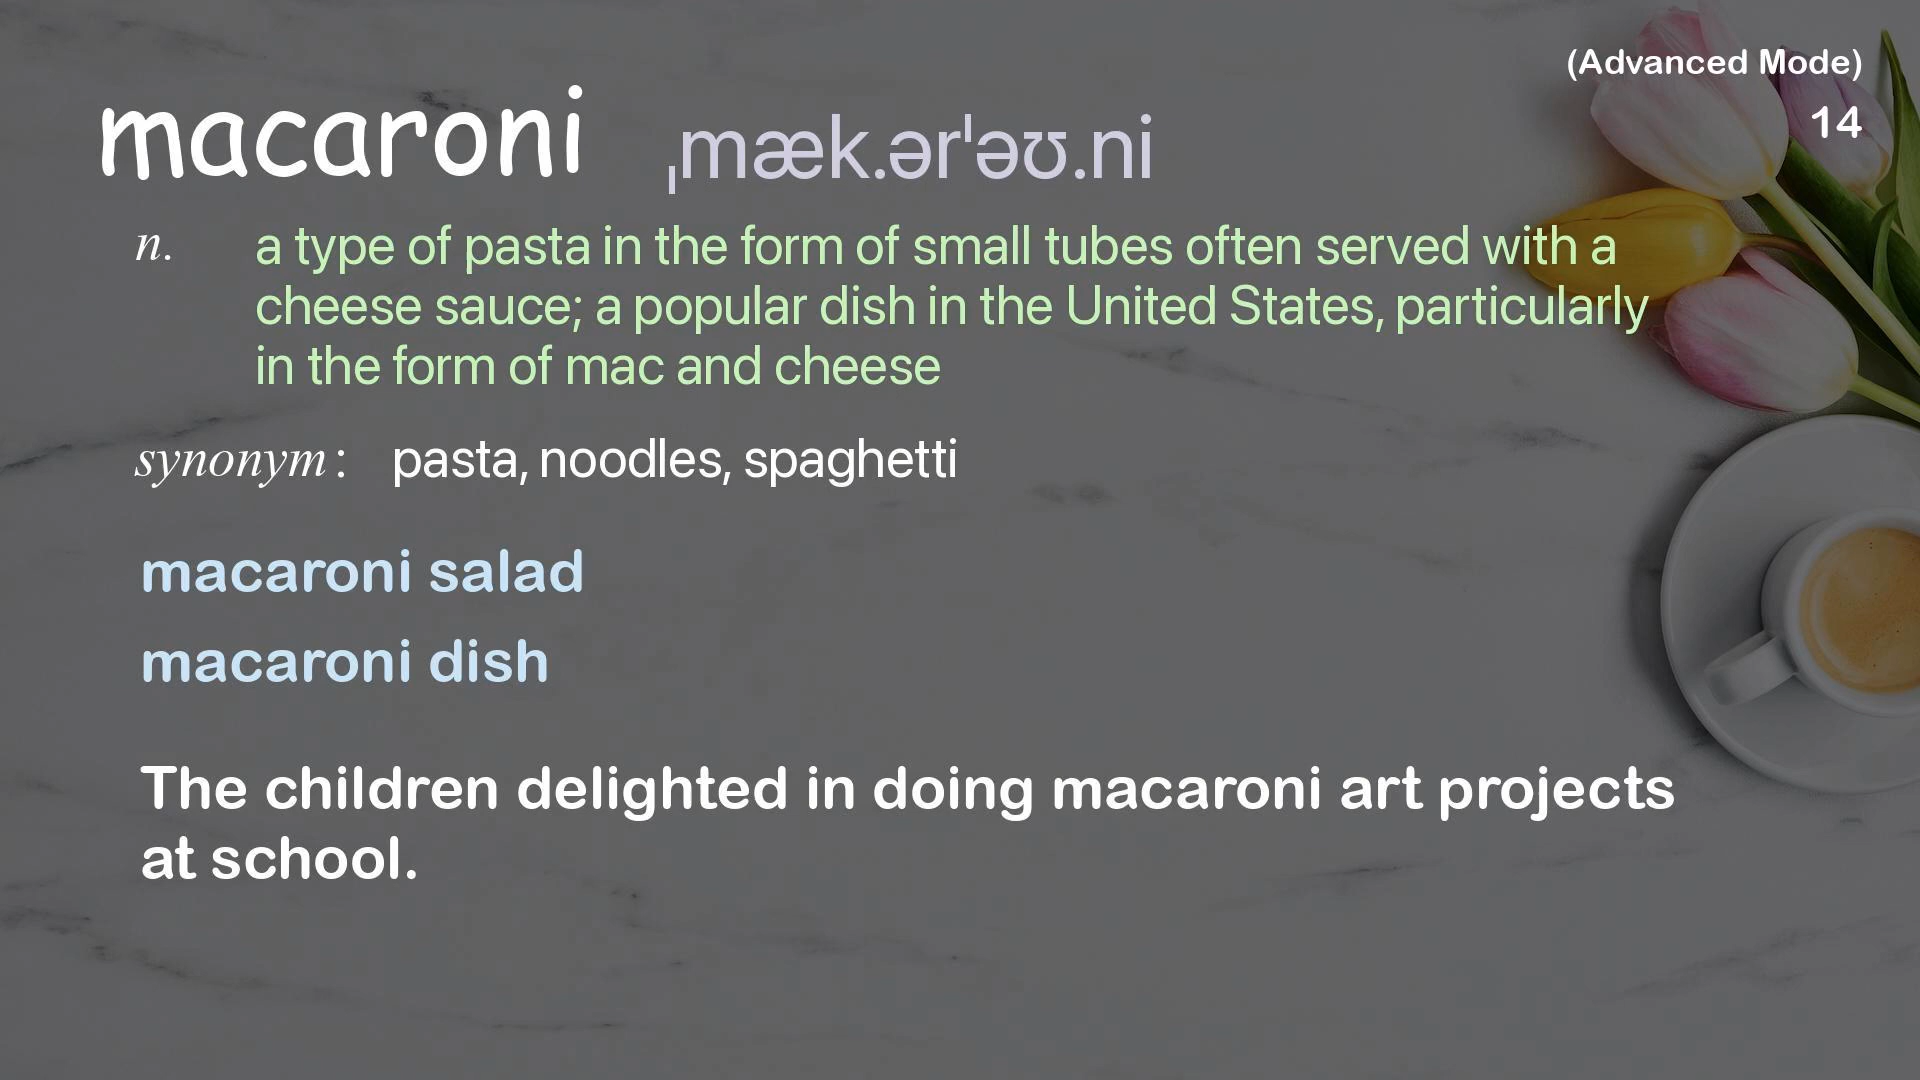 (Advanced Mode)
14
macaroni ˌmæk.ərˈəʊ.ni
n. a type of pasta in the form of small tubes often served with a
cheese sauce; a popular dish in the United States, particularly
in the form of mac and cheese
synonym: pasta, noodles, spaghetti
macaroni salad
macaroni dish
The children delighted in doing macaroni art projects
at school.